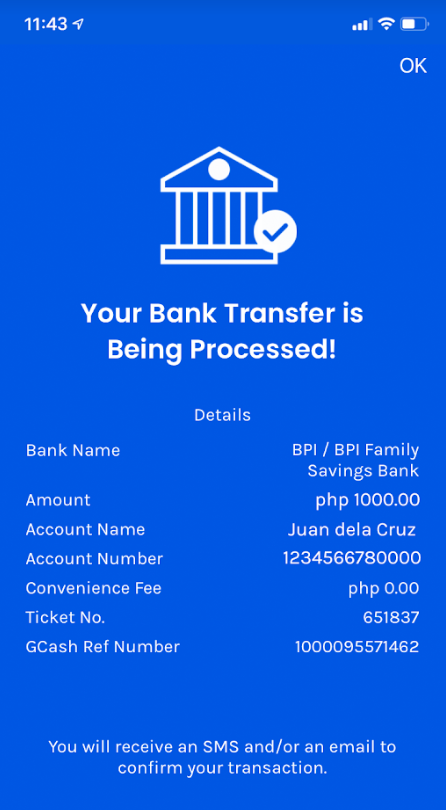 11:43
OK
Your Bank Transfer is
Being Processed!
Details
Bank Name BPI / BPI Family
Savings Bank
Amount php 1000.00
Account Name Juan dela Cruz
Account Number 1234566780000
Convenience Fee php 0.00
Ticket No. 651837
GCash Ref Number 1000095571462
You will receive an SMS and/or an email to
confirm your transaction.